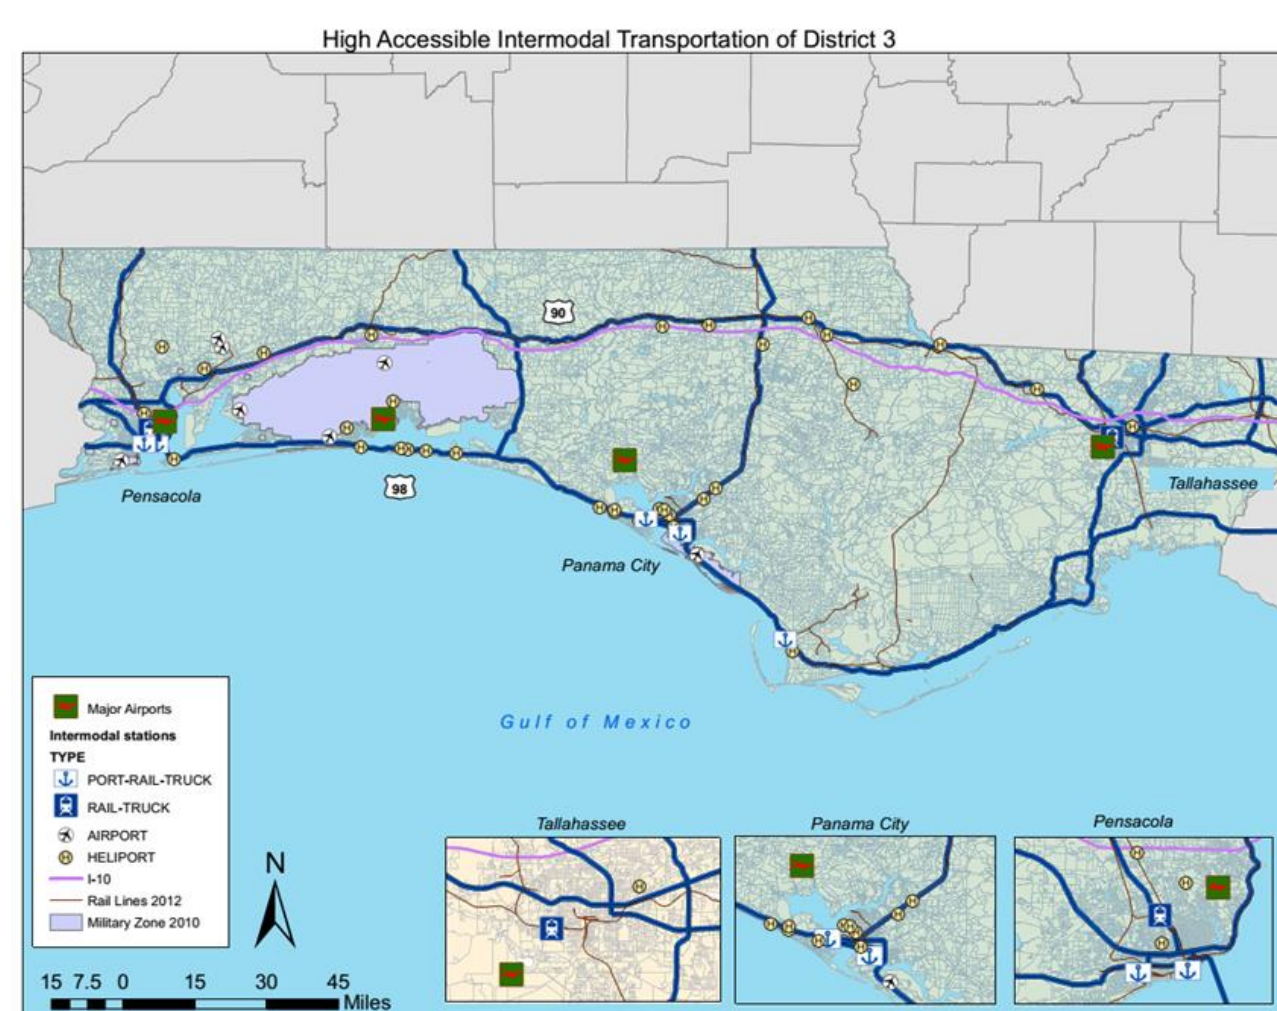 High Accessible Intermodal Transportation of District 3
90
98
Pensacola
Tallahassee
Panama City
Gulf of Mexico
Major Airports
Intermodal stations
TYPE
PORT-RAIL-TRUCK
RAIL-TRUCK
AIRPORT
H HELIPORT
I-10
Rail Lines 2012
Military Zone 2010
N
15 7.5 0 15 30 45
Miles
Tallahassee
Panama City
Pensacola